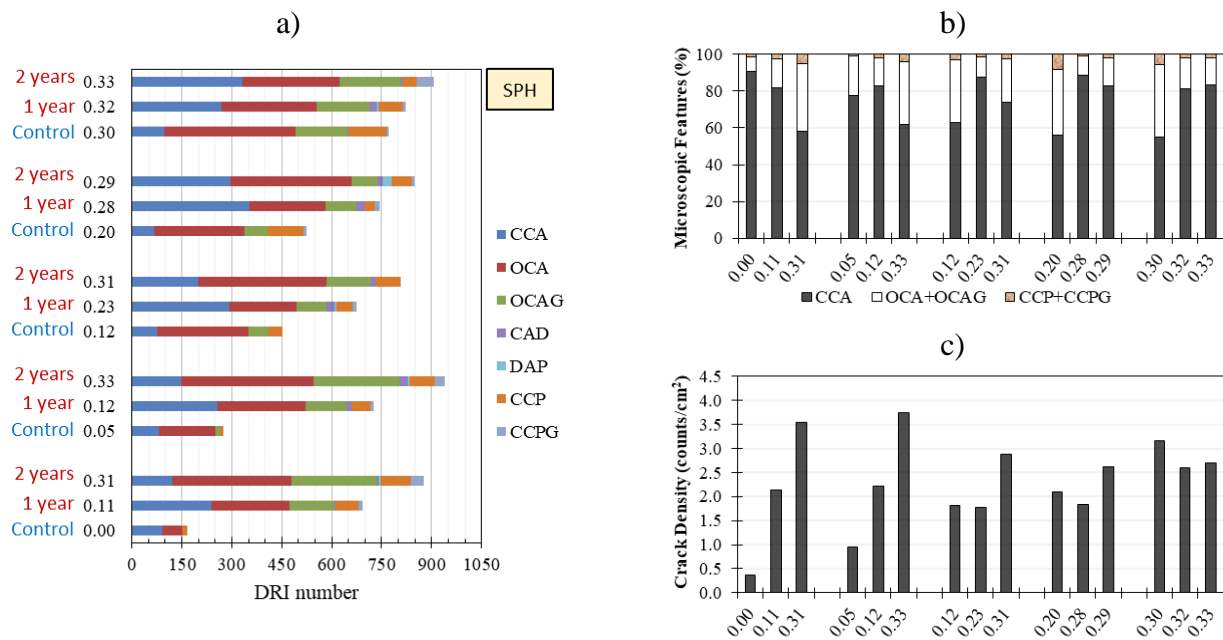 a)
2 years 0.33
1 year 0.32
Control 0.30
2 years 0.29
1 year 0.28
Control 0.20
2 years 0.31
1 year 0.23
Control 0.12
2 years 0.33
1 year 0.12
Control 0.05
2 years 0.31
1 year 0.11
Control 0.00
SPH
CCA
OCA
OCAG
CAD
DAP
CCP
CCPG
0 150 300 450 600 750 900 1050
DRI number
b)
Microscopic Features (%)
100
80
60
40
20
0
0.00 0.11 0.31 0.05 0.12 0.33 0.12 0.23 0.31 0.20 0.28 0.29 0.30 0.32 0.33
CCA OCA+OCAG CCP+CCPG
c)
Crack Density (counts/cm²)
4.5
4.0
3.5
3.0
2.5
2.0
1.5
1.0
0.5
0.0
0.00 0.11 0.31 0.05 0.12 0.33 0.12 0.23 0.31 0.20 0.28 0.29 0.30 0.32 0.33